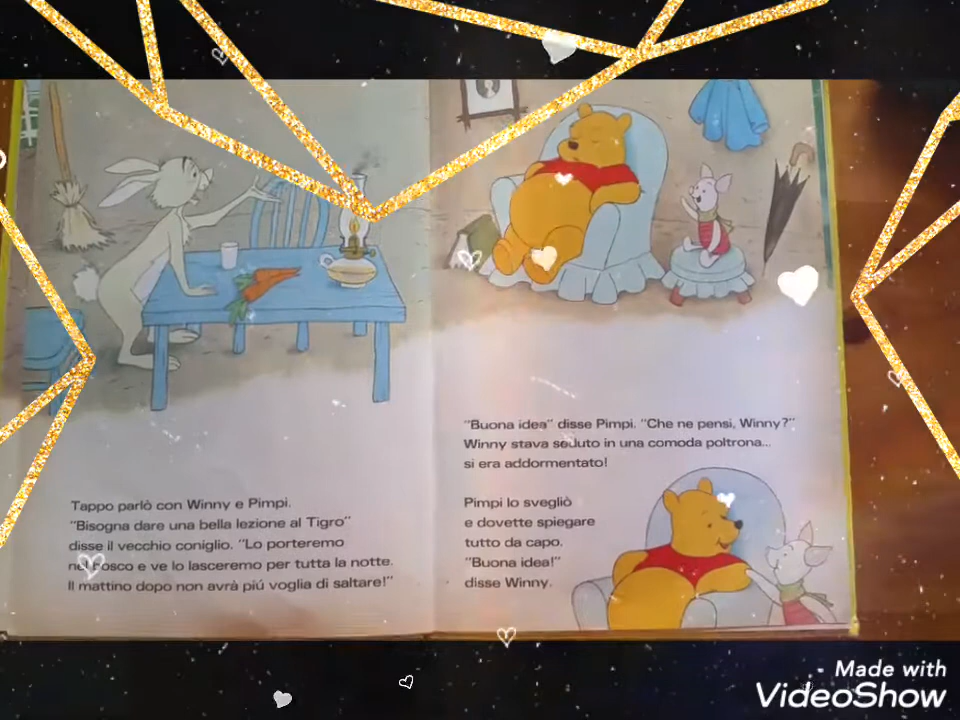 Tappo parlò con Winny e Pimpi.
"Bisogna dare una bella lezione al Tigro"
disse il vecchio coniglio. "Lo porteremo
nel bosco e ve lo lasceremo per tutta la notte.
Il mattino dopo non avrà piú voglia di saltare!"
"Buona idea" disse Pimpi. "Che ne pensi, Winny?"
Winny stava seduto in una comoda poltrona...
si era addormentato!
Pimpi lo svegliò
e dovette spiegare
tutto da capo.
"Buona idea!"
disse Winny.
Made with
VideoShow